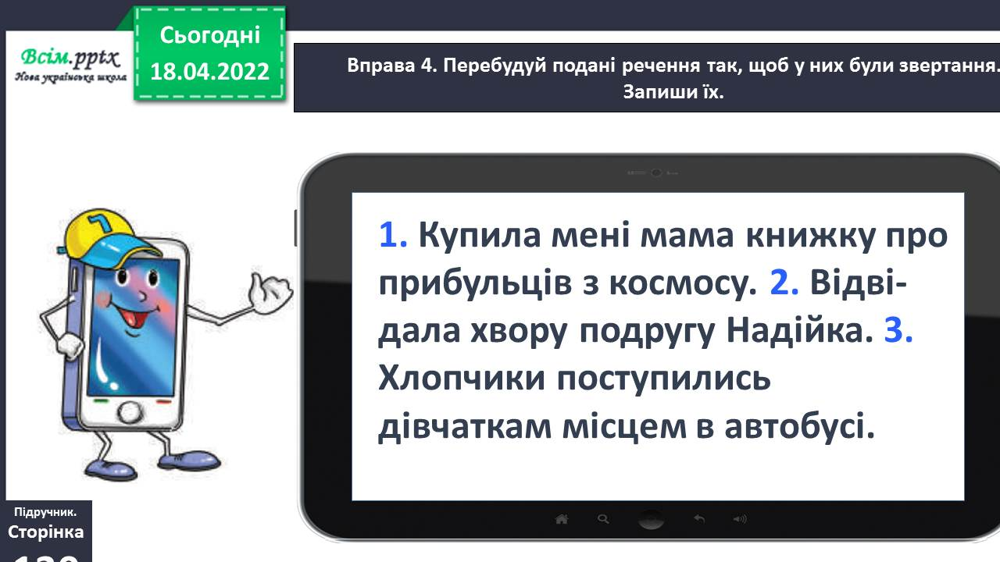 Всім.pptx
Нова українська школа
Сьогодні
18.04.2022
Вправа 4. Перебудуй подані речення так, щоб у них були звертання.
Запиши їх.
1. Купила мені мама книжку про
прибульців з космосу. 2. Відві-
дала хвору подругу Надійка. 3.
Хлопчики поступились
дівчаткам місцем в автобусі.
Підручник.
Сторінка